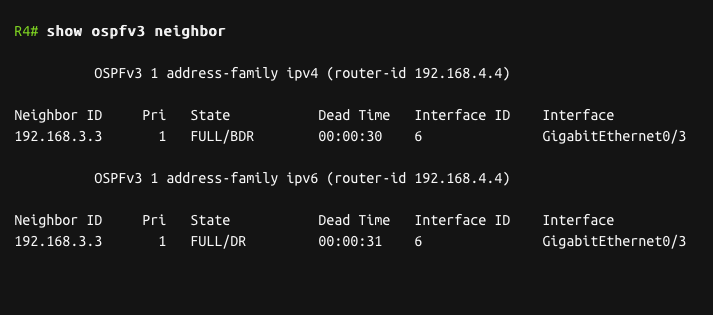 R4# show ospfv3 neighbor
OSPFv3 1 address-family ipv4 (router-id 192.168.4.4)
Neighbor ID Pri State Dead Time Interface ID Interface
192.168.3.3 1 FULL/BDR 00:00:30 6 GigabitEthernet0/3
OSPFv3 1 address-family ipv6 (router-id 192.168.4.4)
Neighbor ID Pri State Dead Time Interface ID Interface
192.168.3.3 1 FULL/DR 00:00:31 6 GigabitEthernet0/3